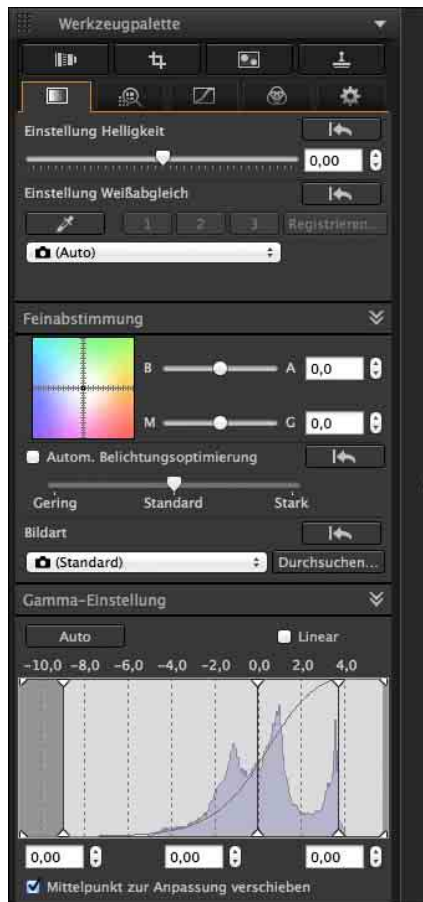 Werkzeugpalette
Einstellung Helligkeit
0,00
Einstellung Weißabgleich
1 2 3 Registrieren...
(Auto)
Feinabstimmung
B A 0,0
M G 0,0
Autom. Belichtungsoptimierung
Gering Standard Stark
Bildart
(Standard) Durchsuchen...
Gamma-Einstellung
Auto Linear
-10,0 -8,0 -6,0 -4,0 -2,0 0,0 2,0 4,0
0,00 0,00 0,00
Mittelpunkt zur Anpassung verschieben